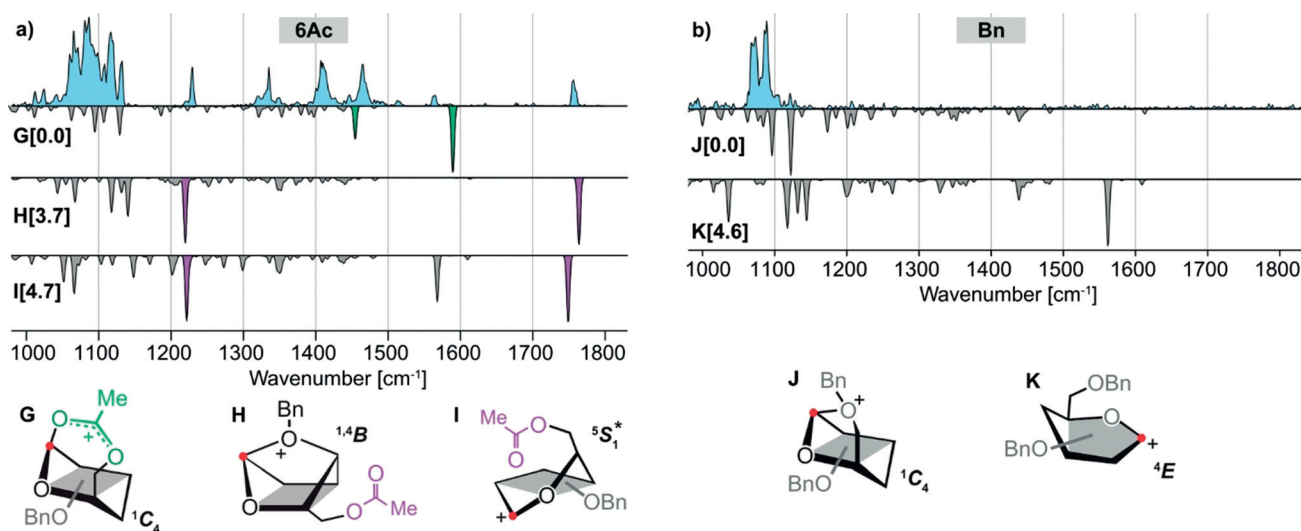 a) 6Ac
G[0.0]
H[3.7]
I[4.7]
1000 1100 1200 1300 1400 1500 1600 1700 1800
Wavenumber [cm⁻¹]
b) Bn
J[0.0]
K[4.6]
1000 1100 1200 1300 1400 1500 1600 1700 1800
Wavenumber [cm⁻¹]
G
Me
O
+
O
O
BnO
¹C₄
H
Bn
O
+
¹,⁴B
O
O
O
Me
I
Me
O
O
⁵S₁*
O
OBn
+
J
Bn
O
+
O
BnO
¹C₄
K
OBn
O
BnO
+
⁴E